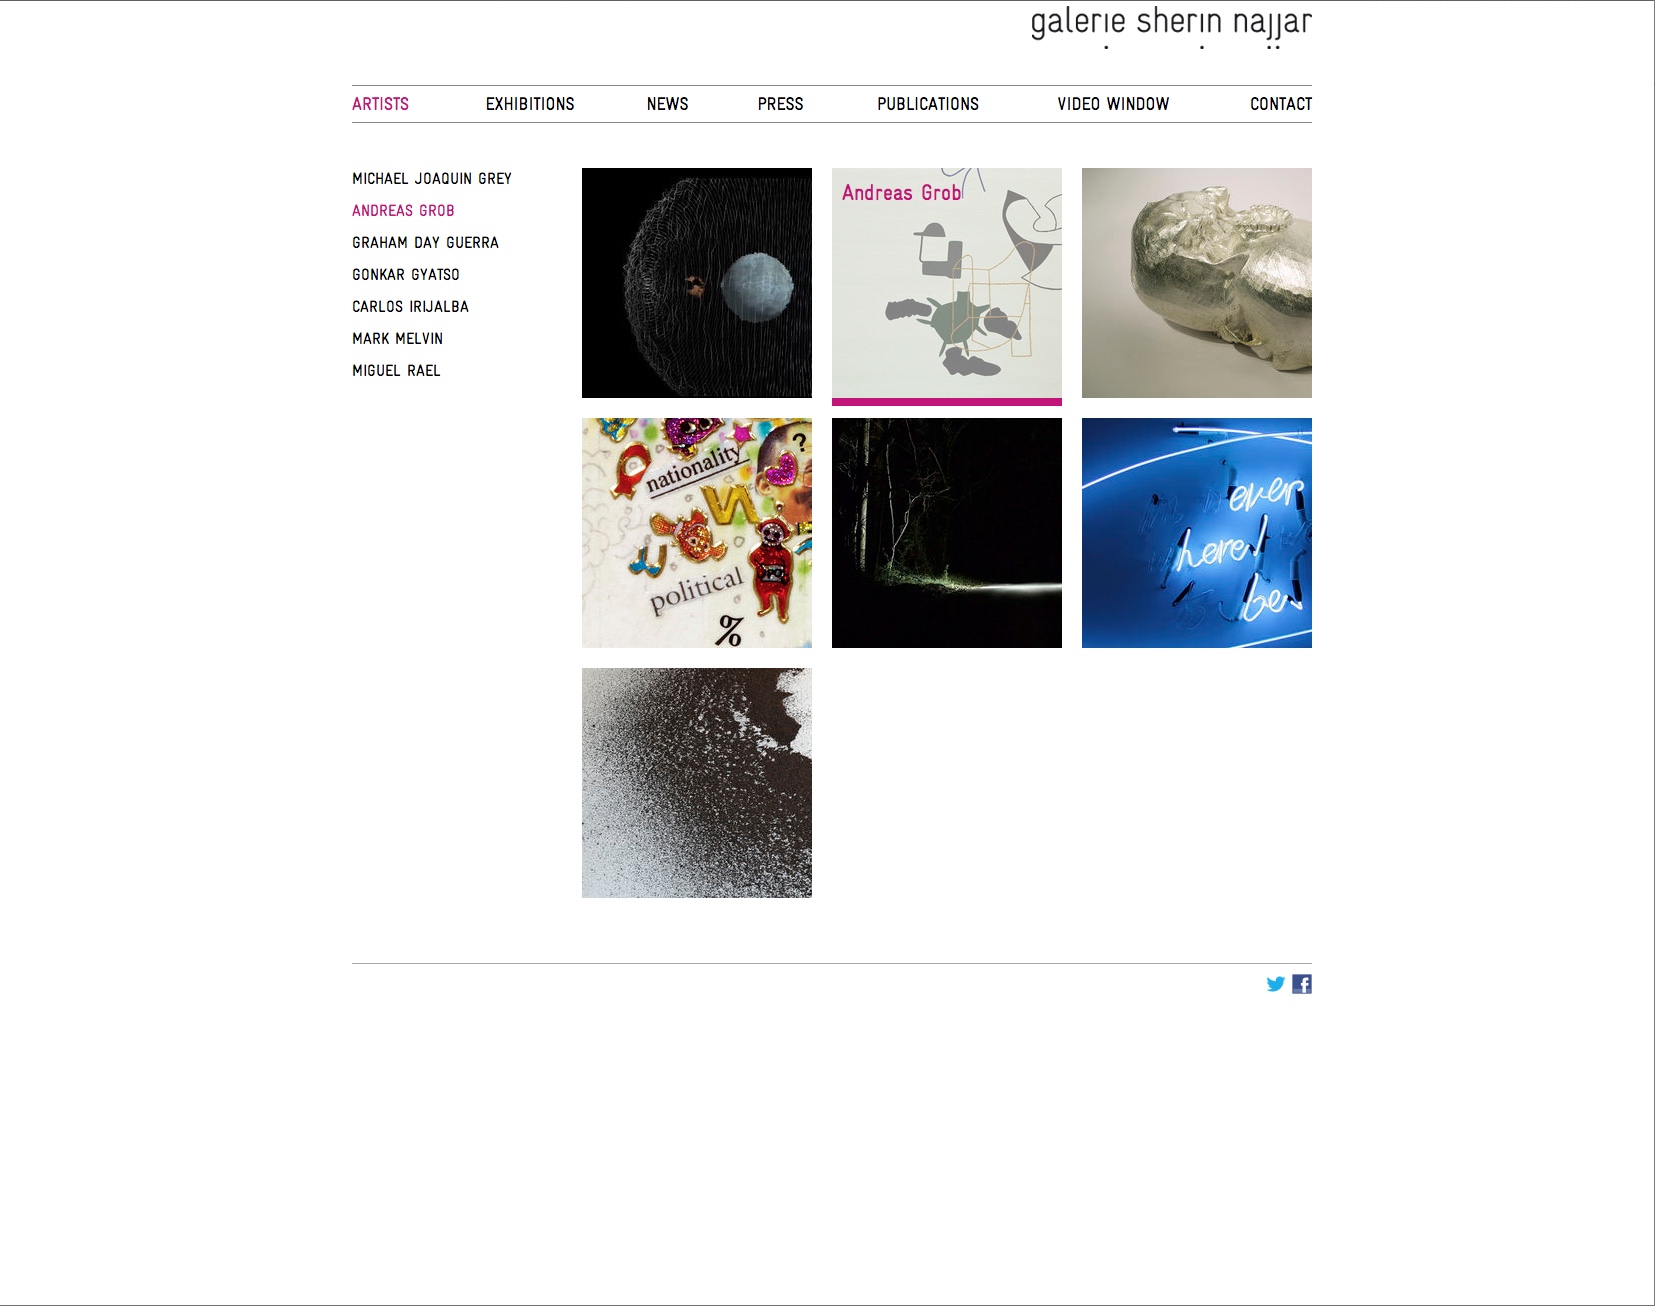 galerie sherin najjar
ARTISTS EXHIBITIONS NEWS PRESS PUBLICATIONS VIDEO WINDOW CONTACT
MICHAEL JOAQUIN GREY
ANDREAS GROB
GRAHAM DAY GUERRA
GONKAR GYATSO
CARLOS IRIJALBA
MARK MELVIN
MIGUEL RAEL
Andreas Grob
?
nationality
political
%
ever
here
be